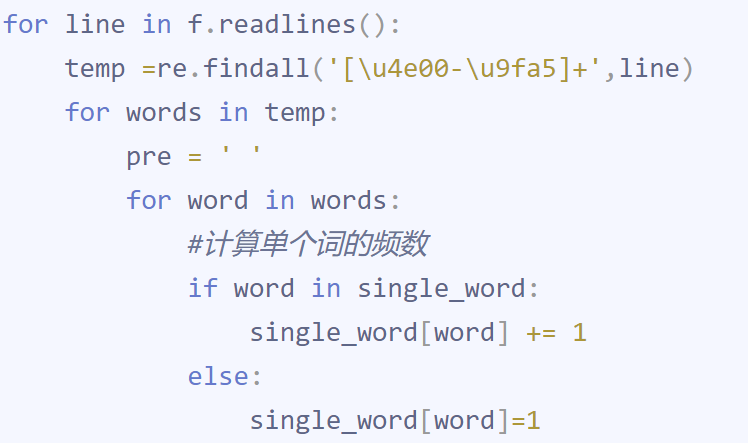 for line in f.readlines():
    temp =re.findall('[\u4e00-\u9fa5]+',line)
    for words in temp:
        pre = ' '
        for word in words:
            #计算单个词的频数
            if word in single_word:
                single_word[word] += 1
            else:
                single_word[word]=1